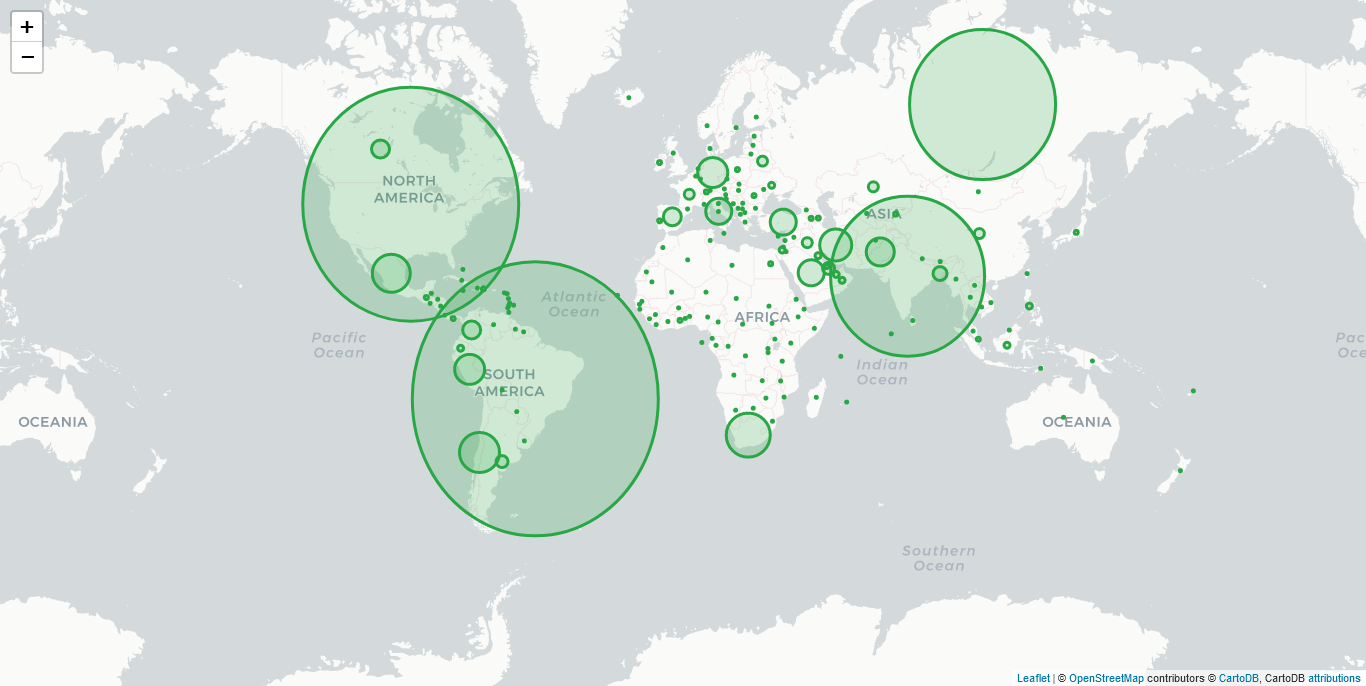 +
−
NORTH
AMERICA
ASIA
Atlantic
Ocean
AFRICA
Pacific
Ocean
Pac
Oce
Indian
Ocean
SOUTH
AMERICA
OCEANIA
OCEANIA
Southern
Ocean
Leaflet | © OpenStreetMap contributors © CartoDB, CartoDB attributions